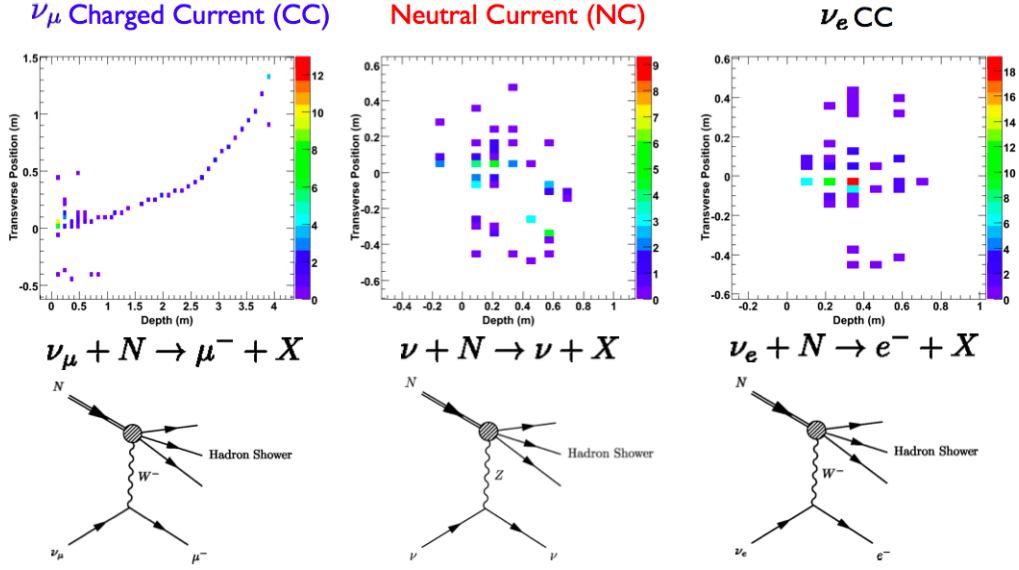 νμ Charged Current (CC)
Neutral Current (NC)
νe CC
1.5
1
0.5
0
-0.5
Transverse Position (m)
0
0.5
1
1.5
2
2.5
3
3.5
4
Depth (m)
12
10
8
6
4
2
0
0.4
0.2
0
-0.2
-0.4
-0.6
Transverse Position (m)
-0.4
-0.2
0
0.2
0.4
0.6
0.8
1
Depth (m)
9
8
7
6
5
4
3
2
1
0
0.6
0.4
0.2
0
-0.2
-0.4
-0.6
Transverse Position (m)
-0.2
0
0.2
0.4
0.6
0.8
1
Depth (m)
18
16
14
12
10
8
6
4
2
0
νμ + N → μ− + X
ν + N → ν + X
νe + N → e− + X
N
Hadron Shower
W−
νμ
μ−
N
Hadron Shower
Z
ν
ν
N
Hadron Shower
W−
νe
e−